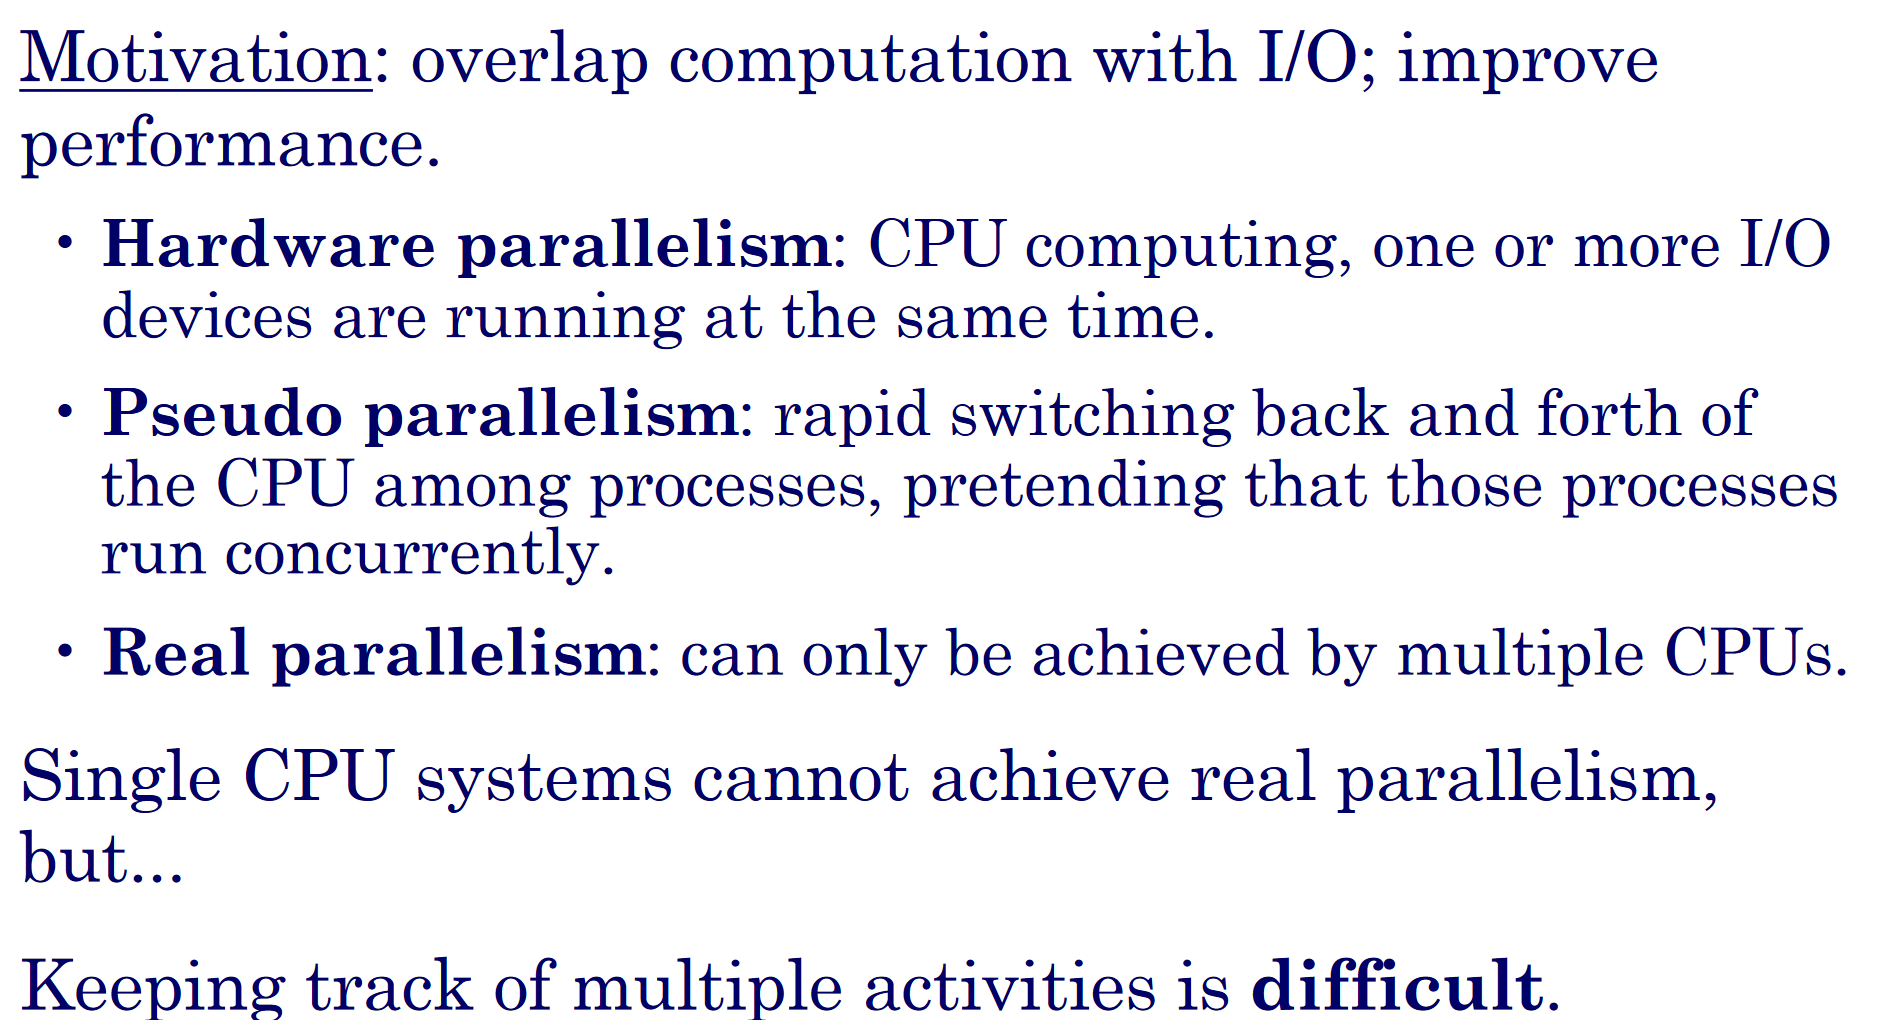 Motivation: overlap computation with I/O; improve
performance.
• Hardware parallelism: CPU computing, one or more I/O
devices are running at the same time.
• Pseudo parallelism: rapid switching back and forth of
the CPU among processes, pretending that those processes
run concurrently.
• Real parallelism: can only be achieved by multiple CPUs.
Single CPU systems cannot achieve real parallelism,
but...
Keeping track of multiple activities is difficult.